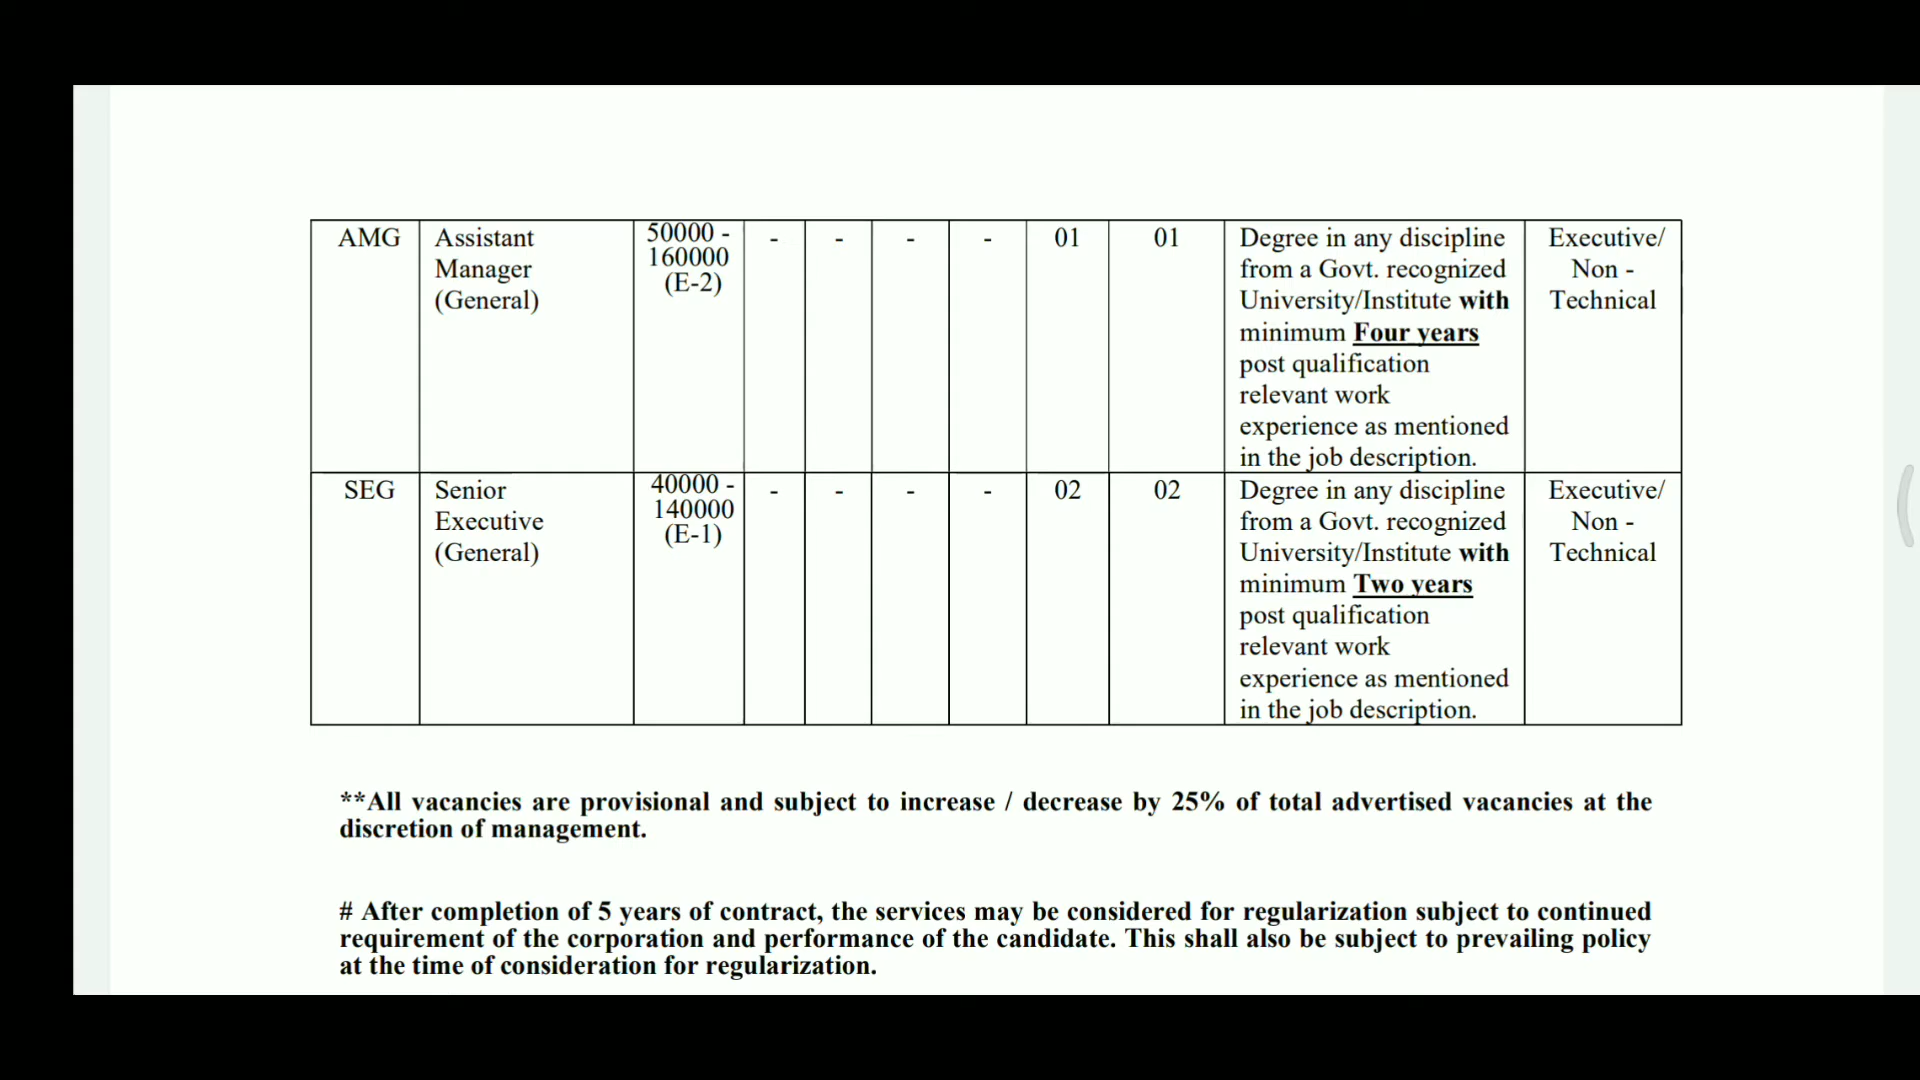 AMG Assistant Manager (General) 50000 - 160000 (E-2) - - - - 01 01 Degree in any discipline from a Govt. recognized University/Institute with minimum Four years post qualification relevant work experience as mentioned in the job description. Executive/ Non - Technical
SEG Senior Executive (General) 40000 - 140000 (E-1) - - - - 02 02 Degree in any discipline from a Govt. recognized University/Institute with minimum Two years post qualification relevant work experience as mentioned in the job description. Executive/ Non - Technical
**All vacancies are provisional and subject to increase / decrease by 25% of total advertised vacancies at the
discretion of management.
# After completion of 5 years of contract, the services may be considered for regularization subject to continued
requirement of the corporation and performance of the candidate. This shall also be subject to prevailing policy
at the time of consideration for regularization.